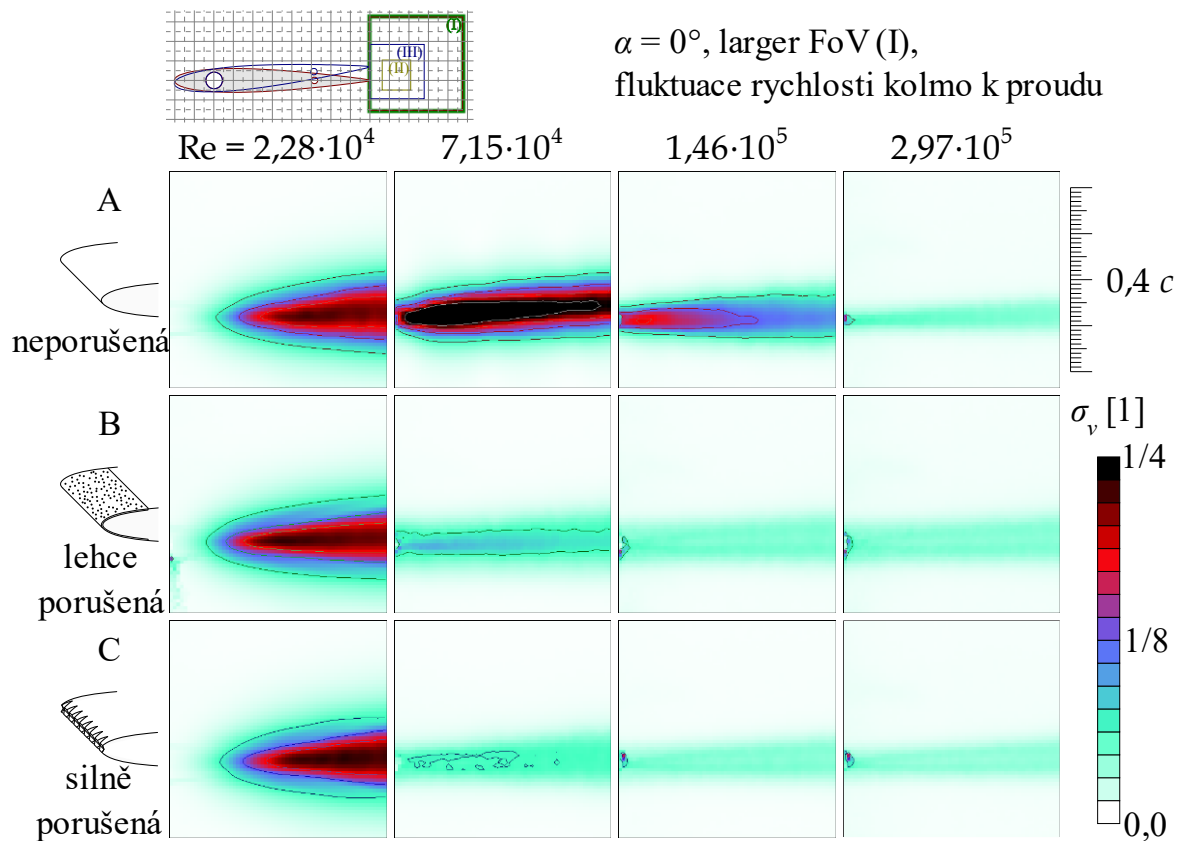 (I)
(III)
(II)
α = 0°, larger FoV (I),
fluktuace rychlosti kolmo k proudu
Re = 2,28·10⁴ 7,15·10⁴ 1,46·10⁵ 2,97·10⁵
A
neporušená
0,4 c
B
lehce
porušená
σᵥ [1]
1/4
1/8
0,0
C
silně
porušená